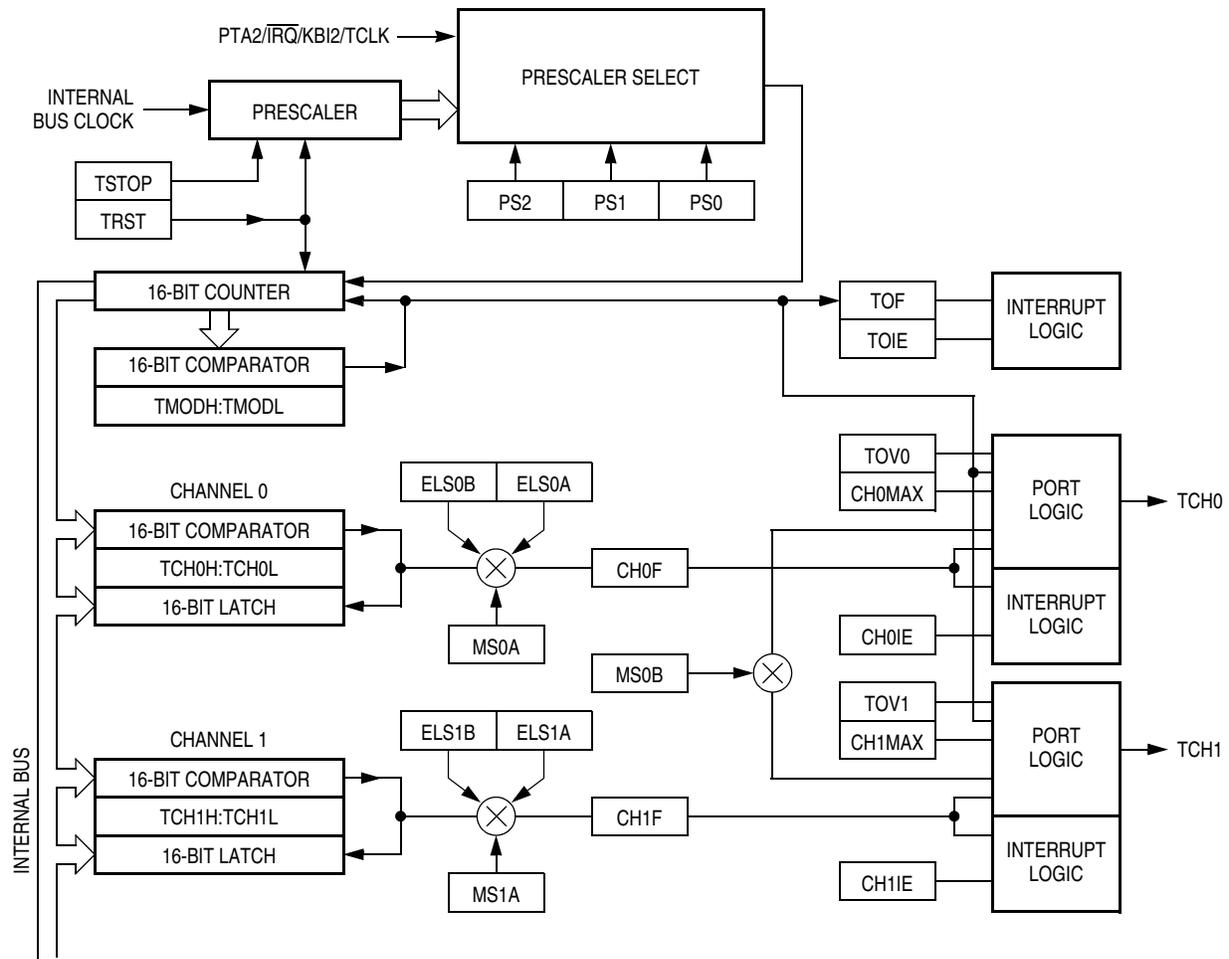 PTA2/IRQ/KBI2/TCLK
PRESCALER SELECT
INTERNAL
BUS CLOCK
PRESCALER
TSTOP
TRST
PS2
PS1
PS0
16-BIT COUNTER
TOF
TOIE
INTERRUPT
LOGIC
16-BIT COMPARATOR
TMODH:TMODL
TOV0
CH0MAX
PORT
LOGIC
TCH0
CHANNEL 0
ELS0B
ELS0A
16-BIT COMPARATOR
TCH0H:TCH0L
16-BIT LATCH
CH0F
MS0A
INTERRUPT
LOGIC
CH0IE
MS0B
TOV1
CH1MAX
PORT
LOGIC
TCH1
CHANNEL 1
ELS1B
ELS1A
16-BIT COMPARATOR
TCH1H:TCH1L
16-BIT LATCH
CH1F
MS1A
INTERRUPT
LOGIC
CH1IE
INTERNAL BUS